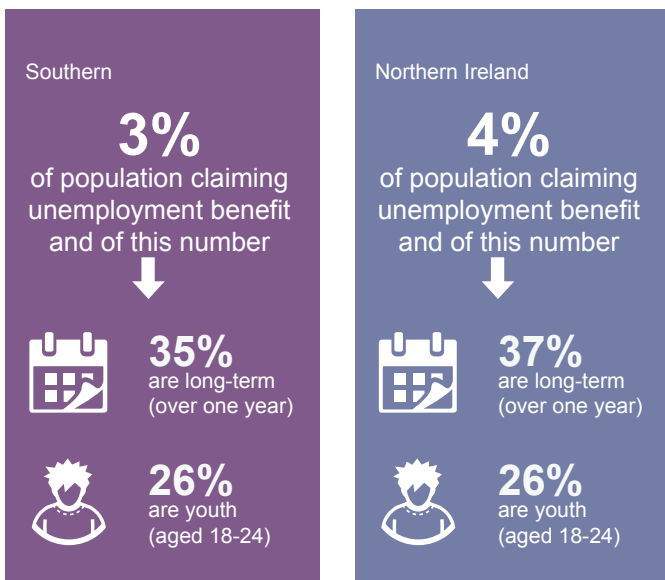 Southern
3%
of population claiming
unemployment benefit
and of this number
35%
are long-term
(over one year)
26%
are youth
(aged 18-24)
Northern Ireland
4%
of population claiming
unemployment benefit
and of this number
37%
are long-term
(over one year)
26%
are youth
(aged 18-24)